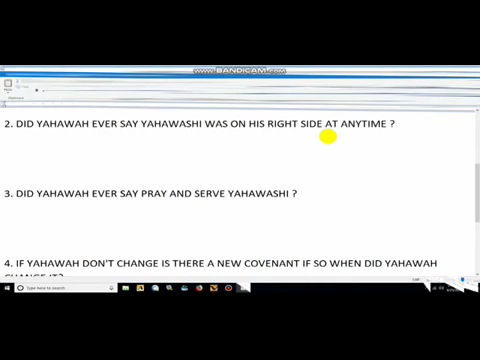 www.BANDICAM.com
2. DID YAHAWAH EVER SAY YAHAWASHI WAS ON HIS RIGHT SIDE AT ANYTIME ?
3. DID YAHAWAH EVER SAY PRAY AND SERVE YAHAWASHI ?
4. IF YAHAWAH DON'T CHANGE IS THERE A NEW COVENANT IF SO WHEN DID YAHAWAH
CHANGE IT?
Type here to search